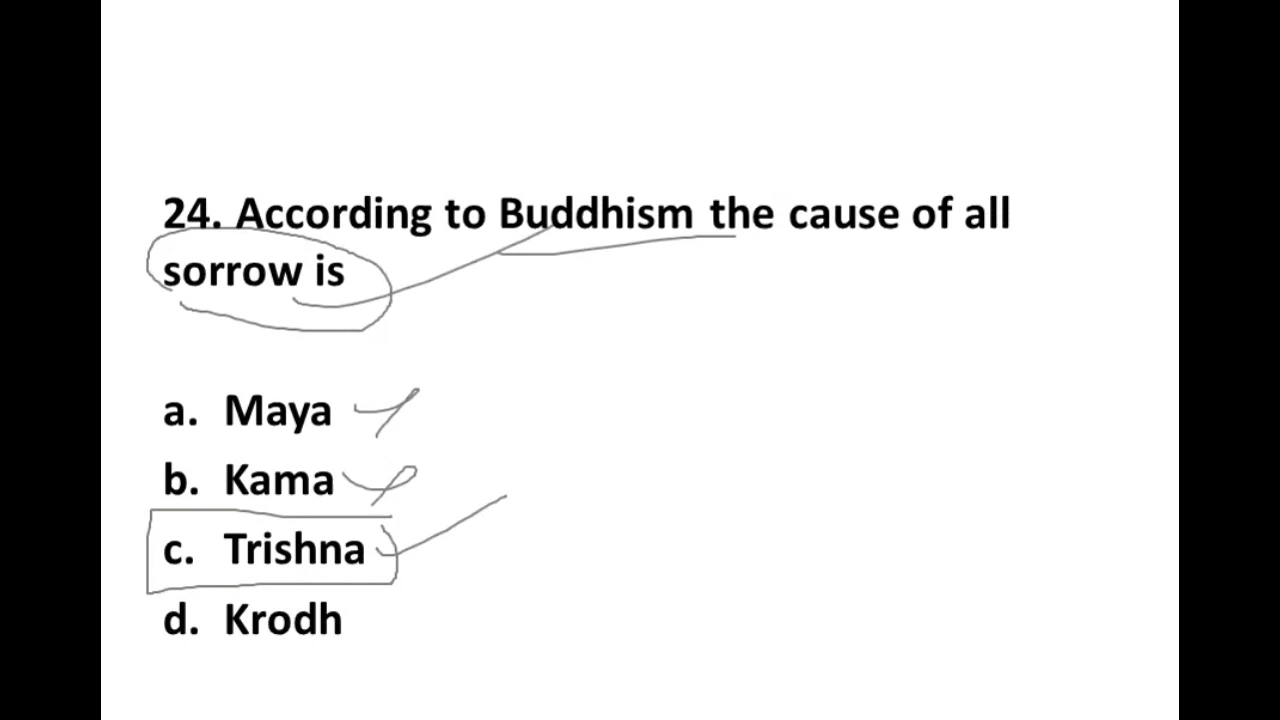 24. According to Buddhism the cause of all
sorrow is
a. Maya
b. Kama
c. Trishna
d. Krodh